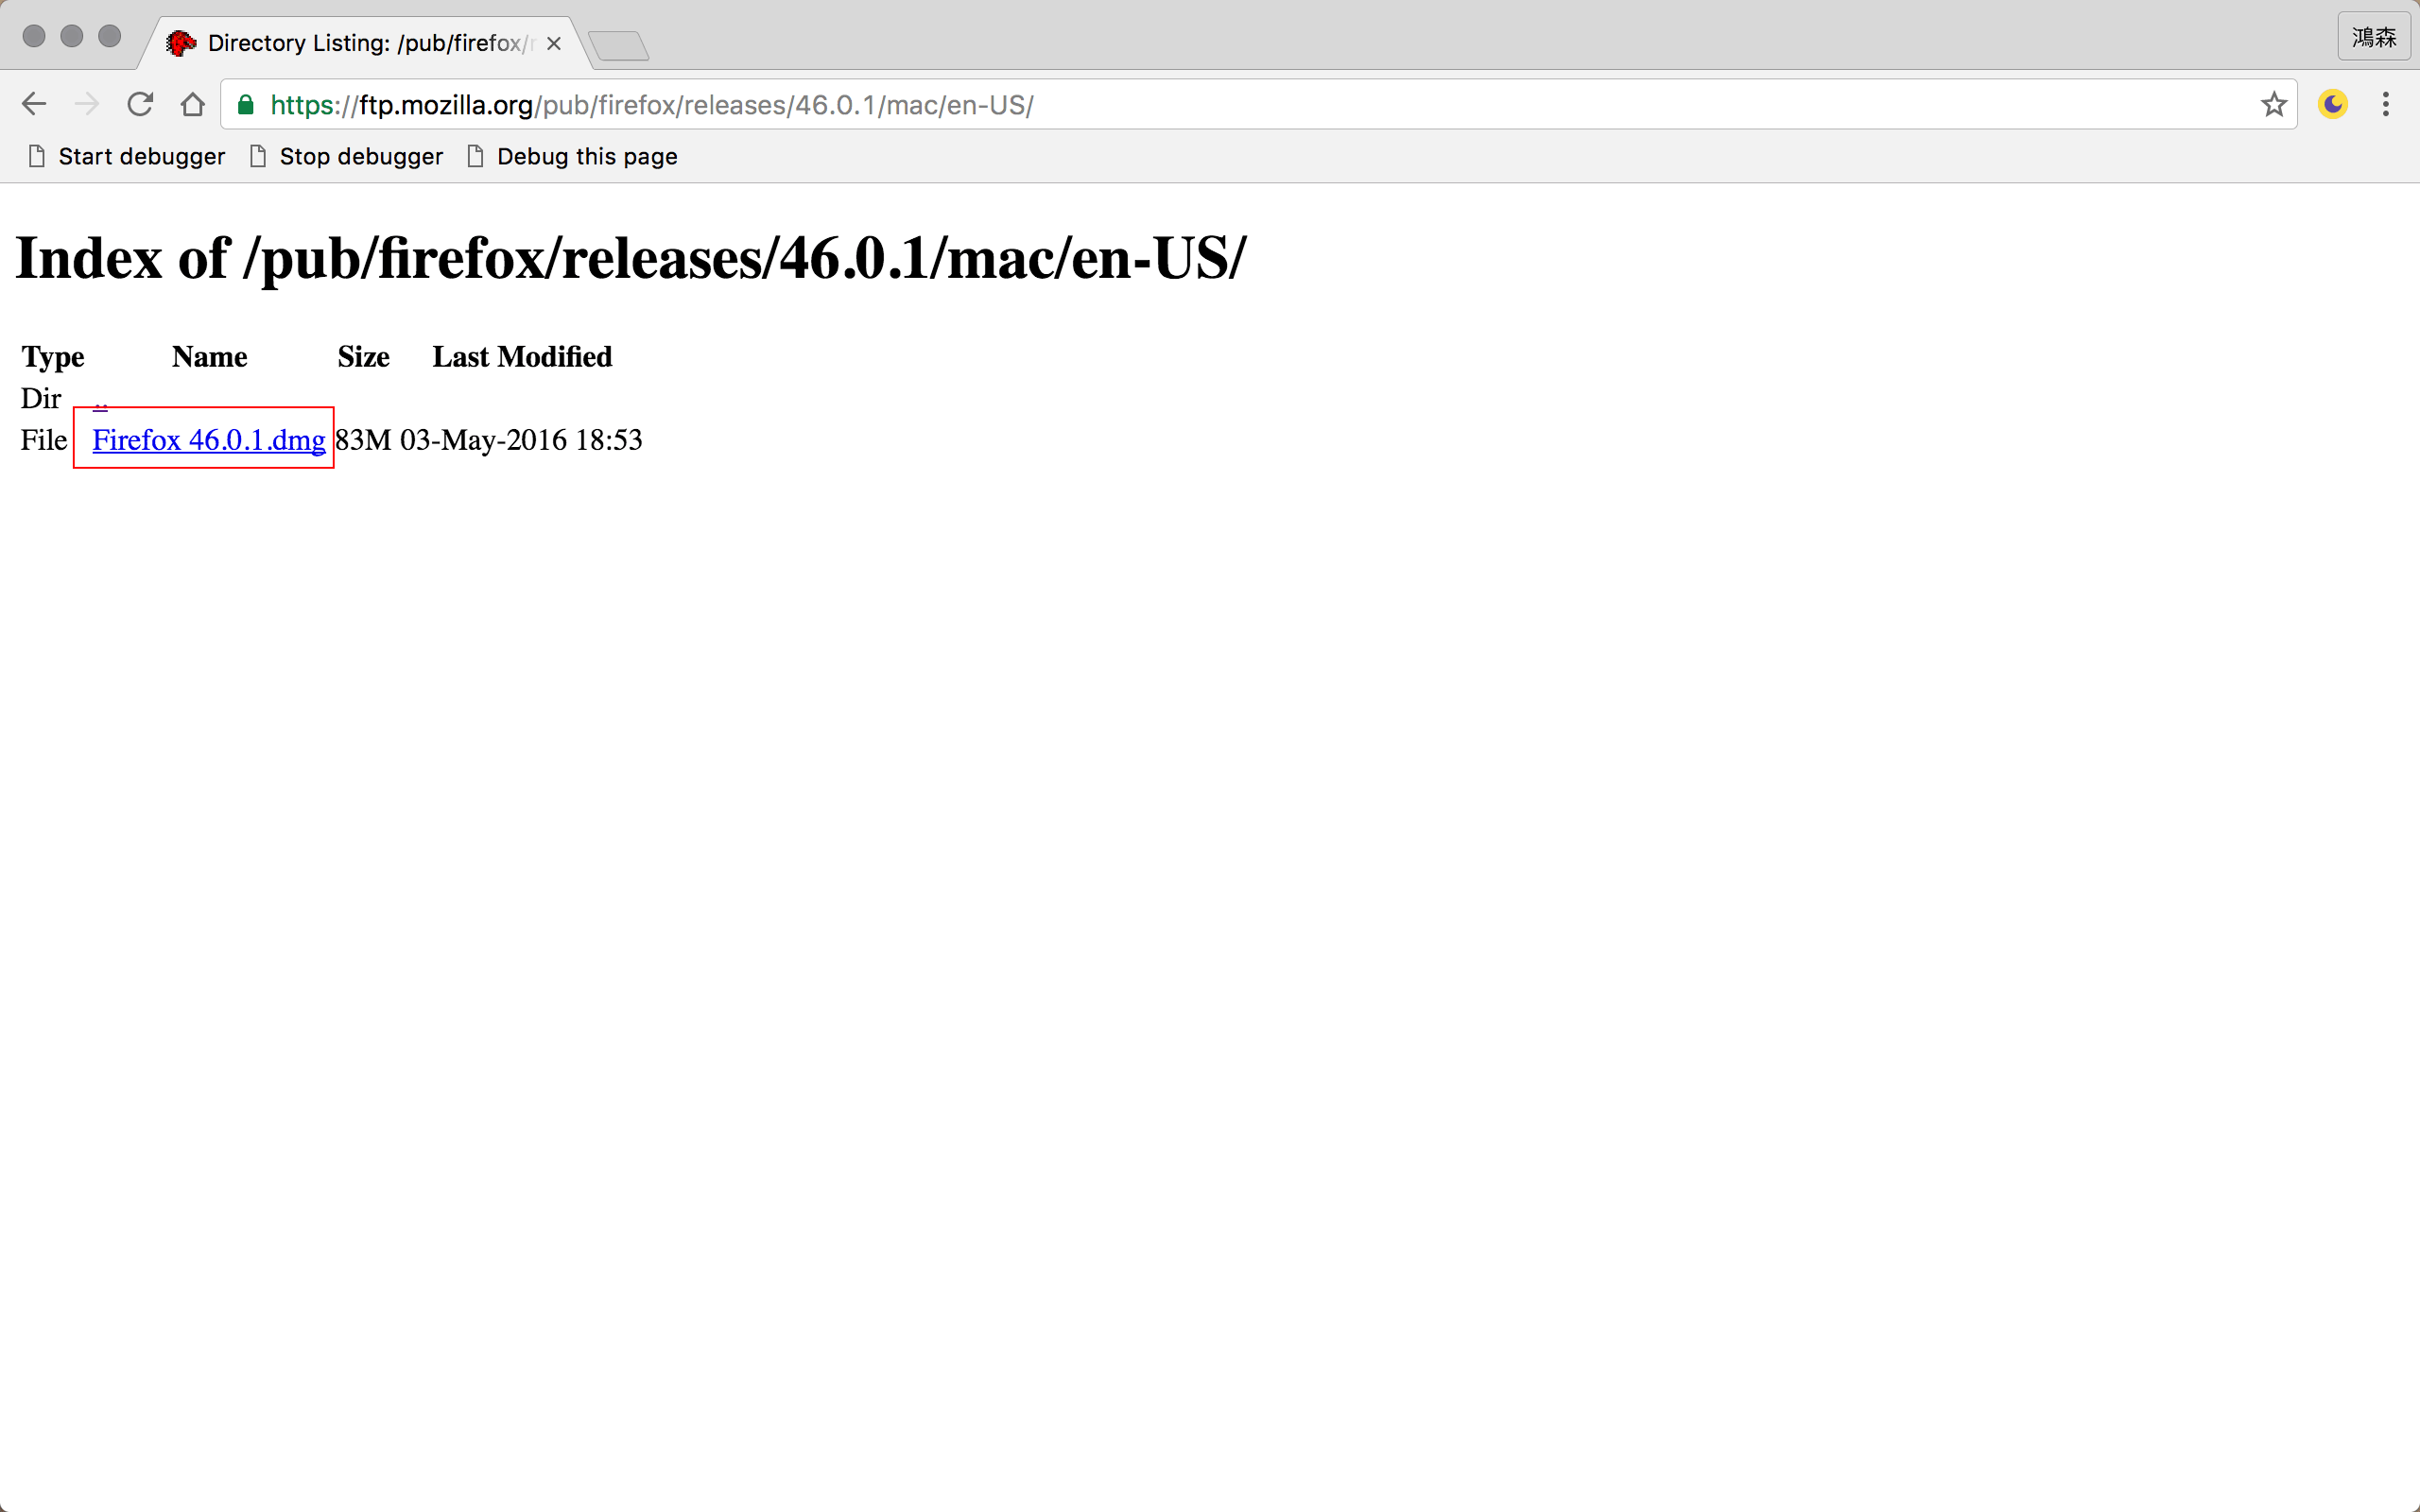 Directory Listing: /pub/firefox/r
鴻森
https://ftp.mozilla.org/pub/firefox/releases/46.0.1/mac/en-US/
Start debugger Stop debugger Debug this page
Index of /pub/firefox/releases/46.0.1/mac/en-US/
Type Name Size Last Modified
Dir ..
File Firefox 46.0.1.dmg 83M 03-May-2016 18:53